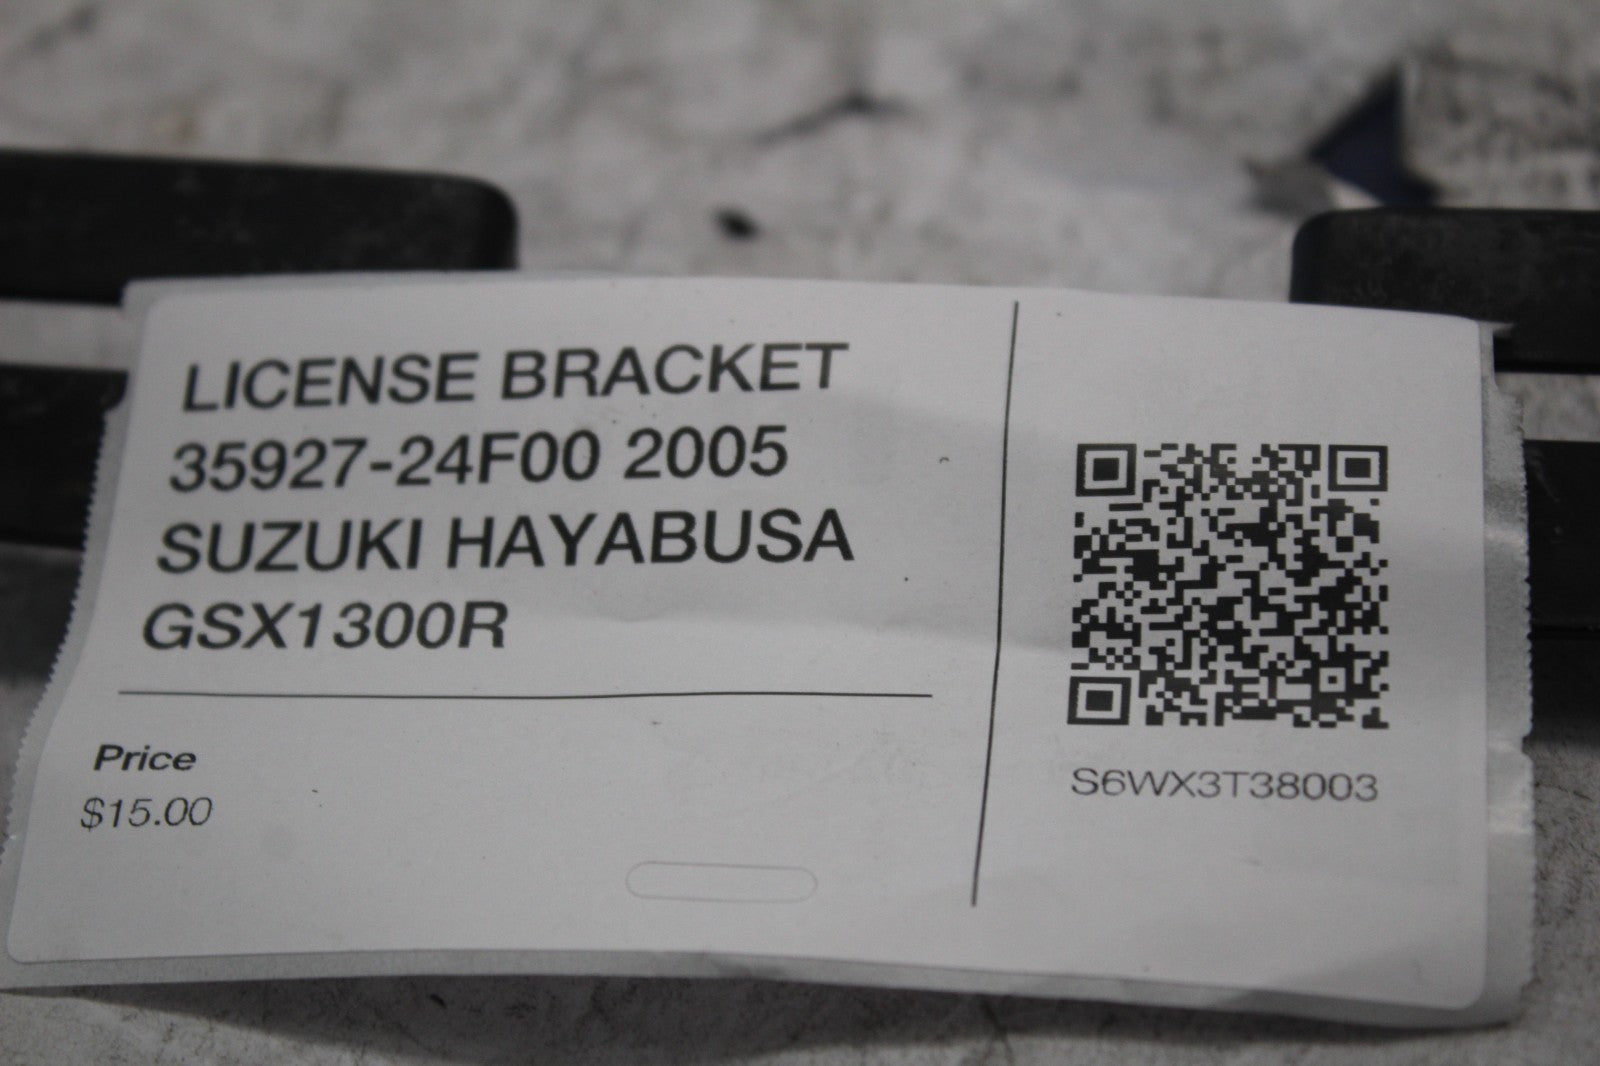 LICENSE BRACKET
35927-24F00 2005
SUZUKI HAYABUSA
GSX1300R
Price
$15.00
S6WX3T38003